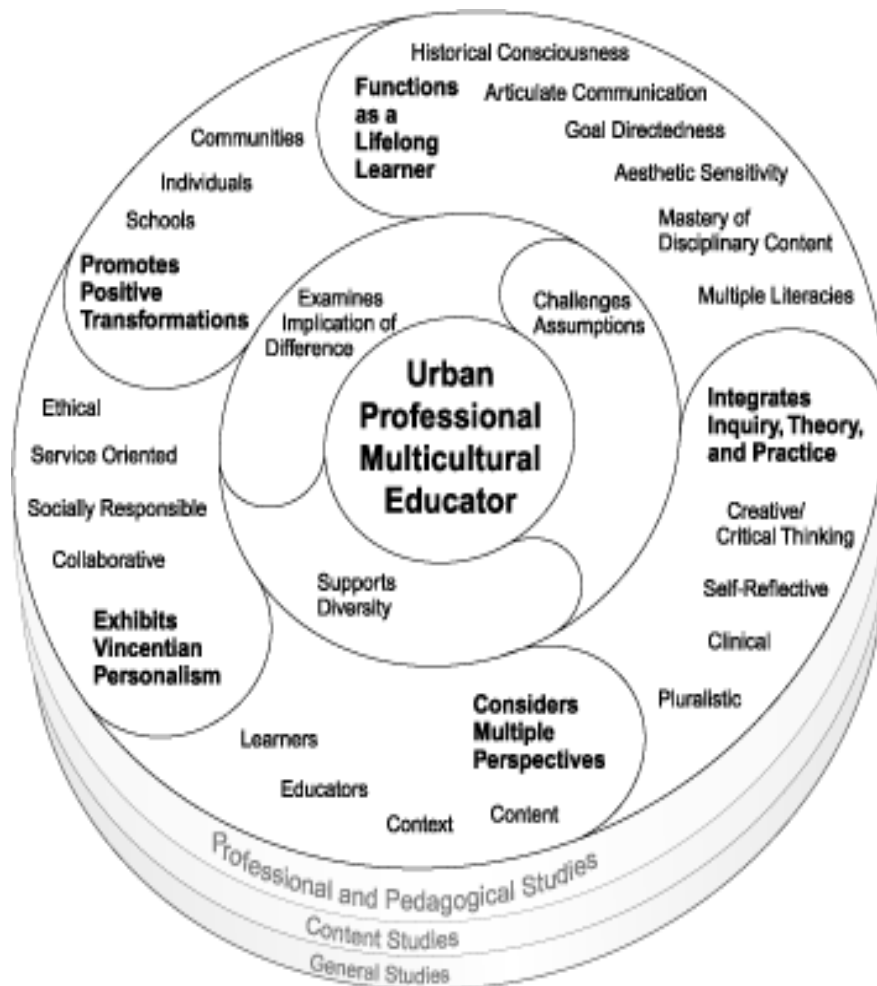 Historical Consciousness
Functions
as a
Lifelong
Learner
Articulate Communication
Goal Directedness
Aesthetic Sensitivity
Mastery of
Disciplinary Content
Multiple Literacies
Communities
Individuals
Schools
Promotes
Positive
Transformations
Examines
Implication of
Difference
Challenges
Assumptions
Urban
Professional
Multicultural
Educator
Integrates
Inquiry, Theory,
and Practice
Creative/
Critical Thinking
Self-Reflective
Clinical
Pluralistic
Ethical
Service Oriented
Socially Responsible
Collaborative
Exhibits
Vincentian
Personalism
Supports
Diversity
Considers
Multiple
Perspectives
Learners
Educators
Context
Content
Professional and Pedagogical Studies
Content Studies
General Studies